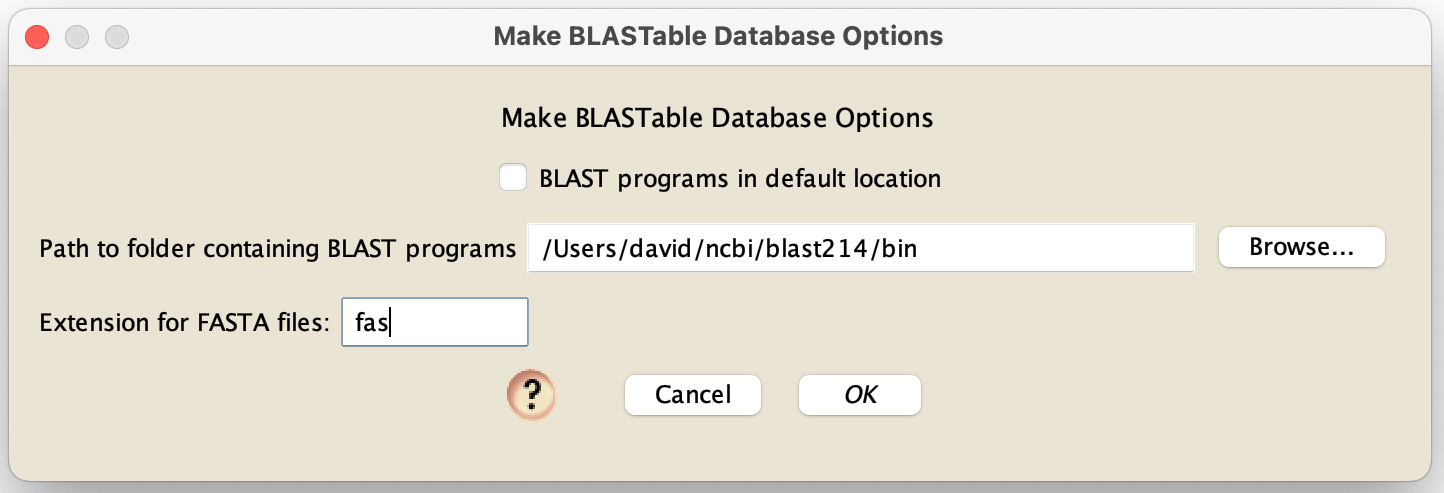 Make BLASTable Database Options
Make BLASTable Database Options
BLAST programs in default location
Path to folder containing BLAST programs /Users/david/ncbi/blast214/bin Browse...
Extension for FASTA files: fas
? Cancel OK